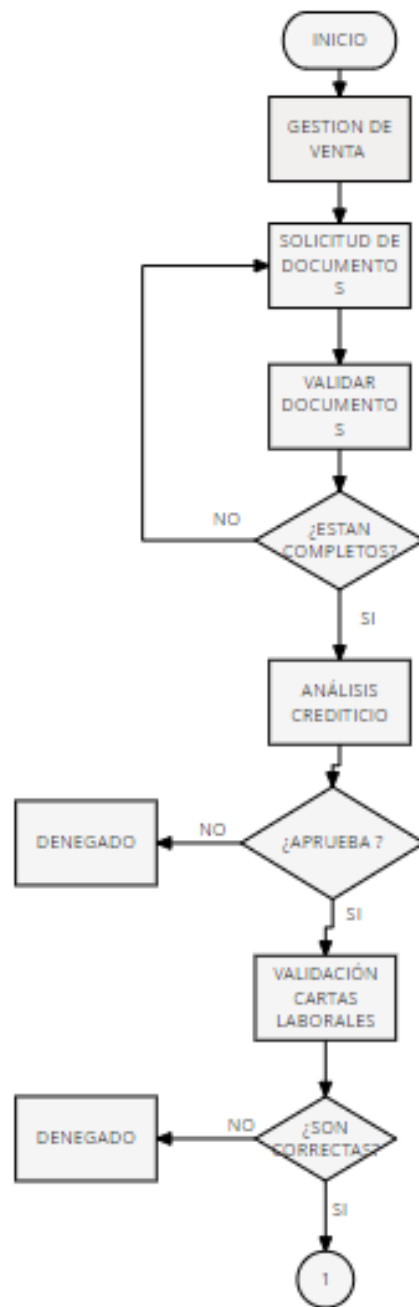 INICIO
GESTION DE
VENTA
SOLICITUD DE
DOCUMENTO
S
VALIDAR
DOCUMENTO
S
NO
¿ESTAN
COMPLETOS?
SI
ANÁLISIS
CREDITICIO
DENEGADO
NO
¿APRUEBA ?
SI
VALIDACIÓN
CARTAS
LABORALES
DENEGADO
NO
¿SON
CORRECTAS?
SI
1